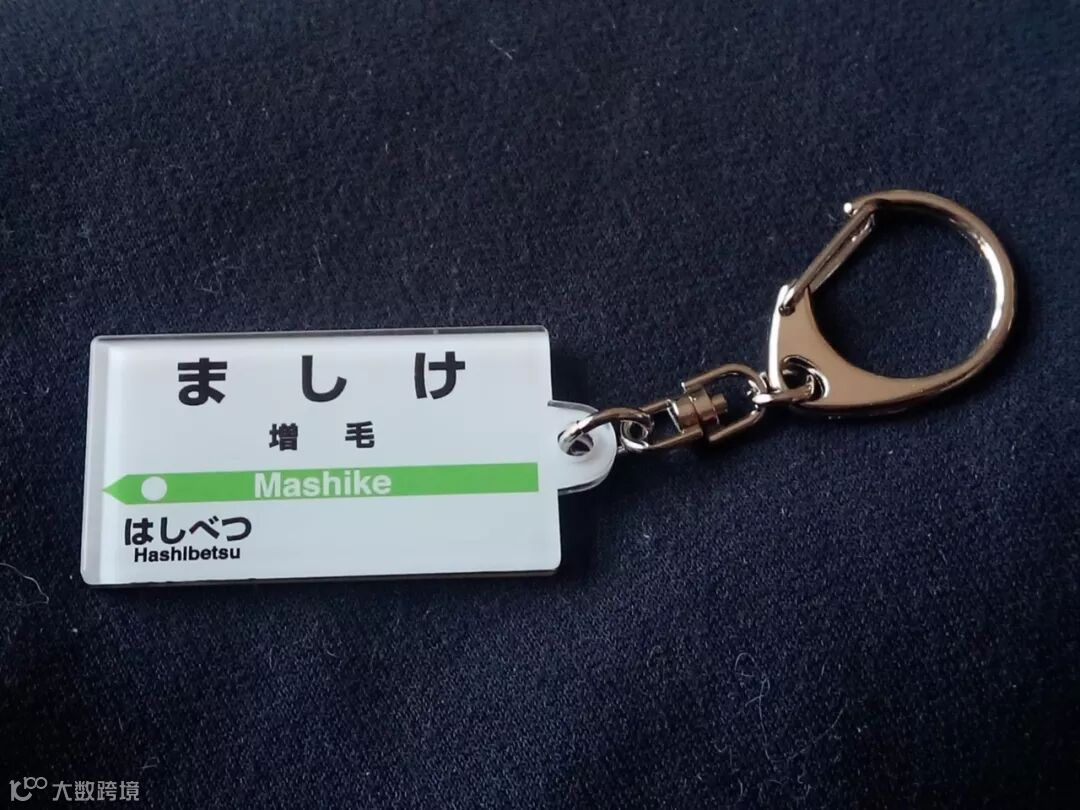 ましけ
増毛
Mashike
はしべつ
Hashibetsu
大数跨境